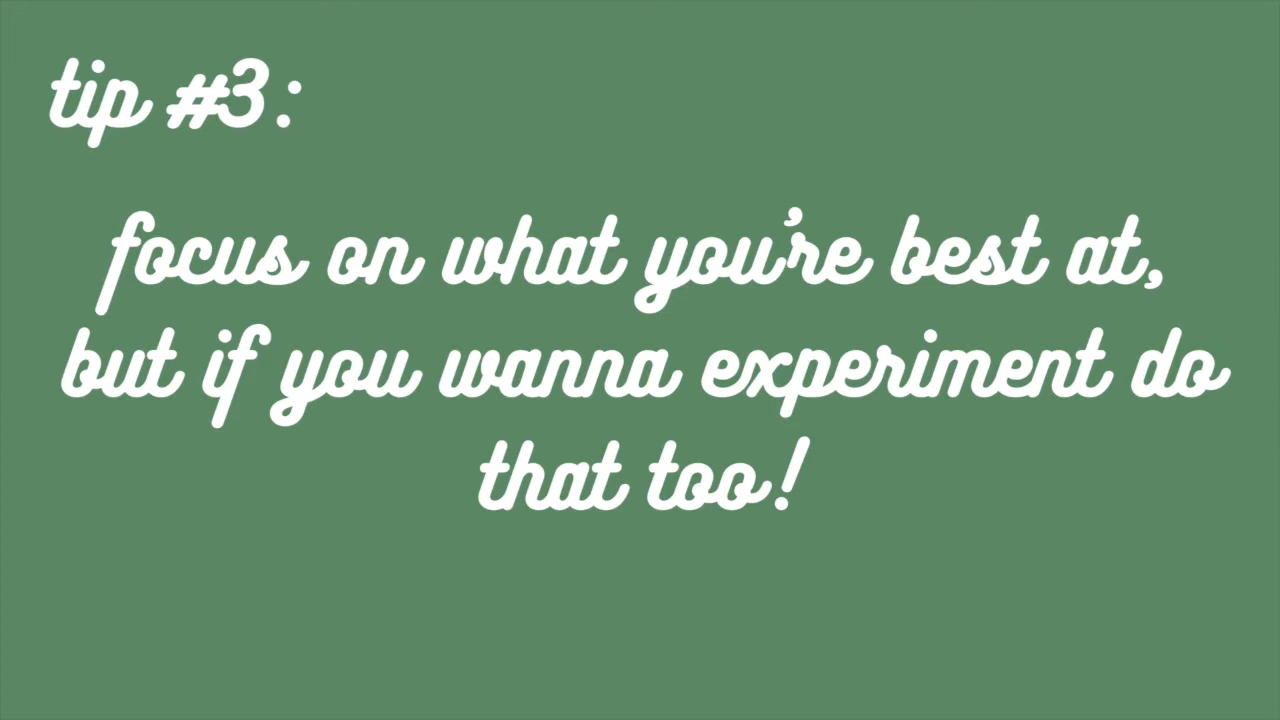 tip #3:
focus on what you're best at,
but if you wanna experiment do
that too!